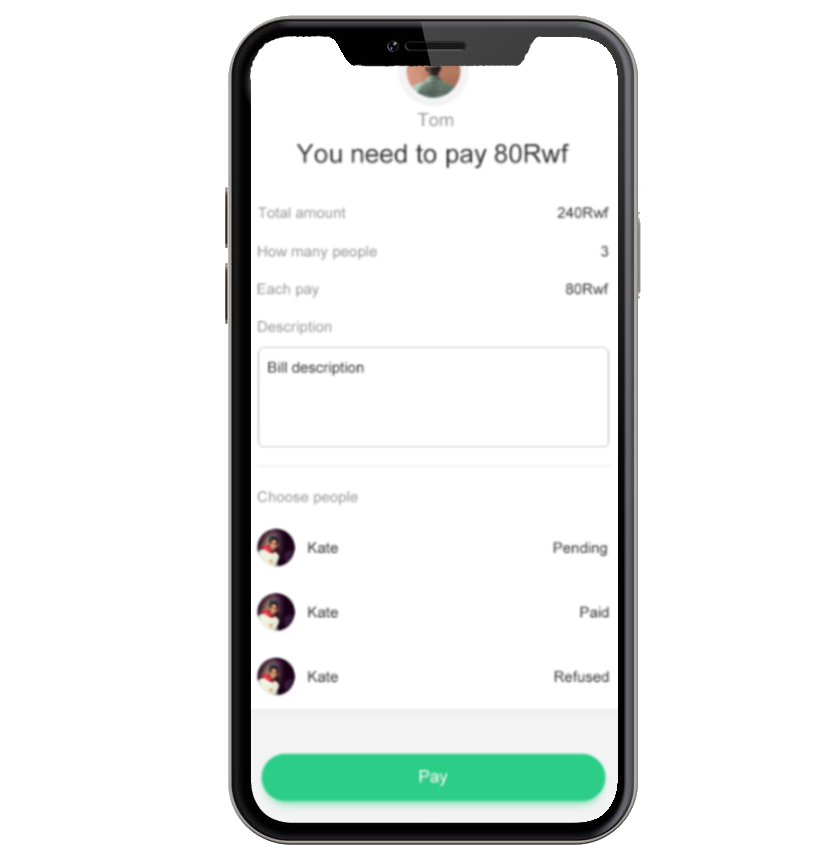 Tom
You need to pay 80Rwf
Total amount 240Rwf
How many people 3
Each pay 80Rwf
Description
Bill description
Choose people
Kate Pending
Kate Paid
Kate Refused
Pay